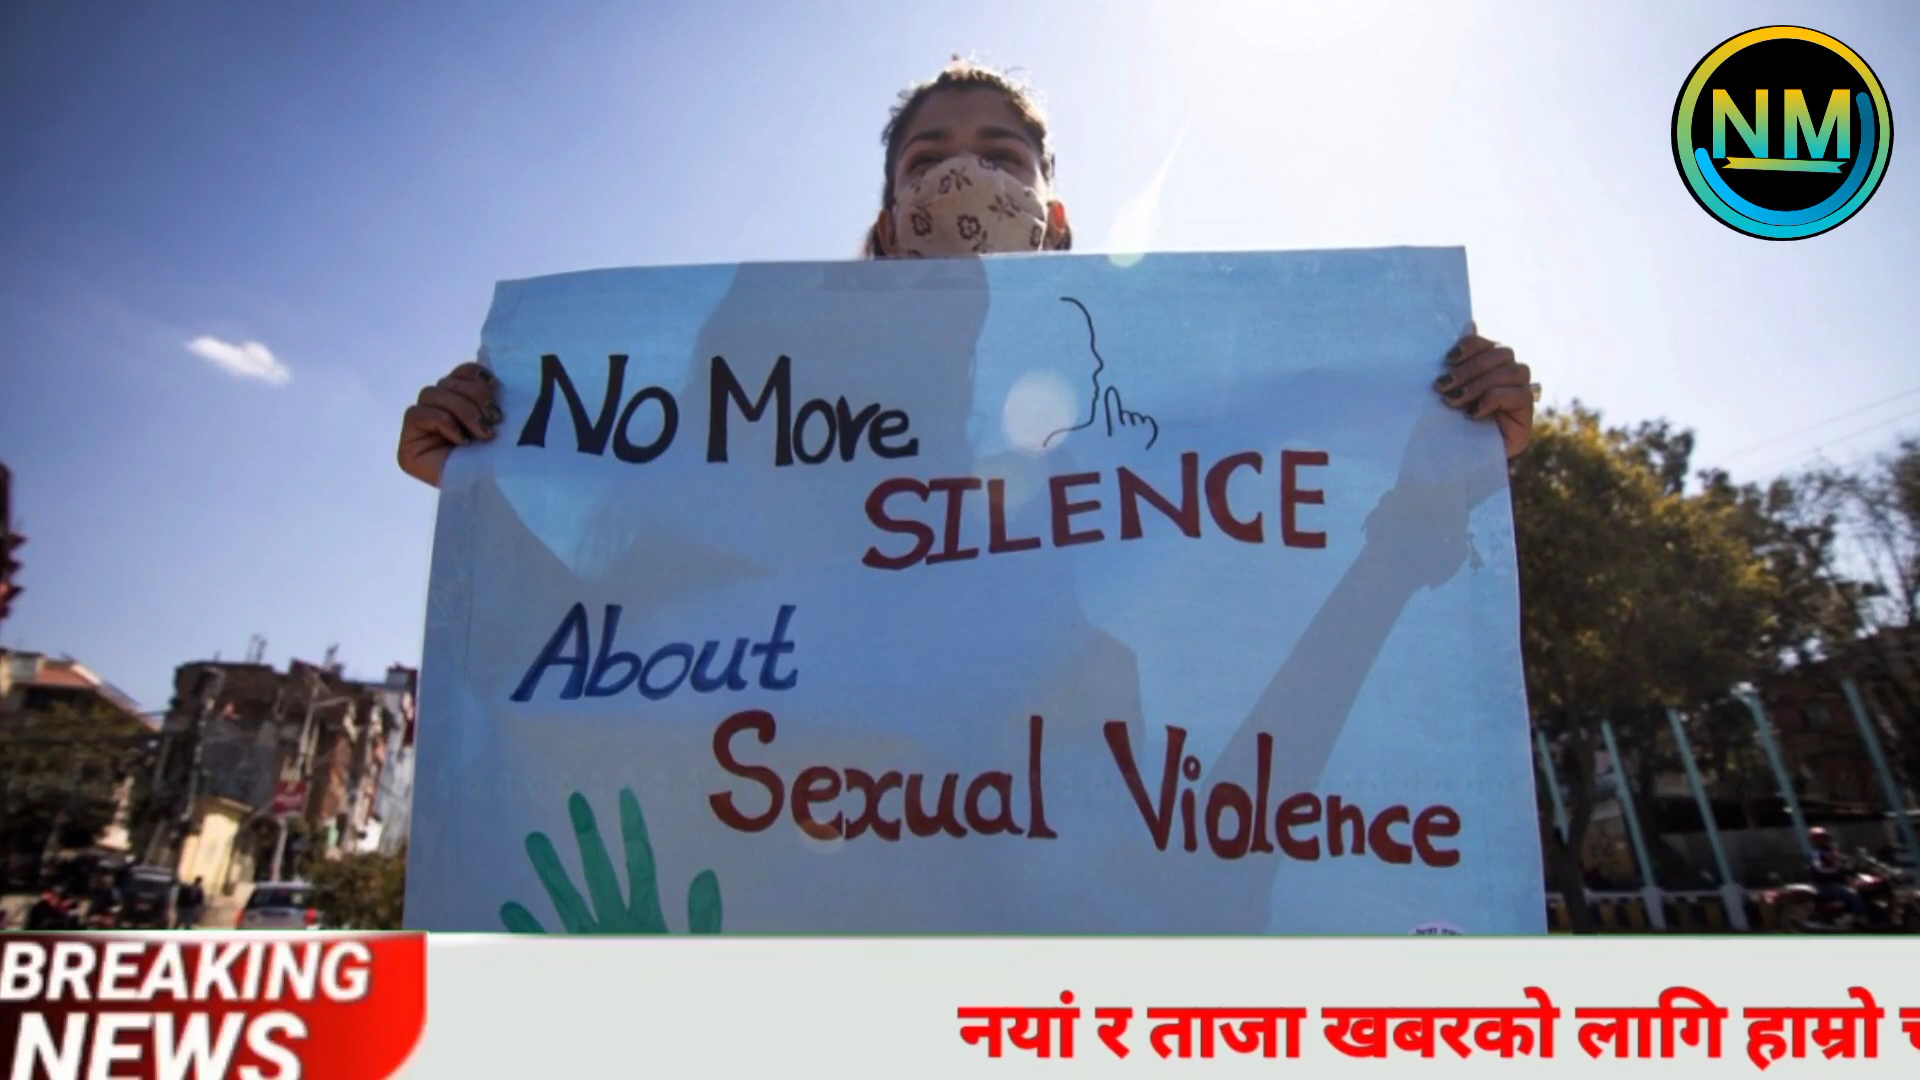 NM
No More
SILENCE
About
Sexual Violence
BREAKING
NEWS
नयां र ताजा खबरको लागि हाम्रो